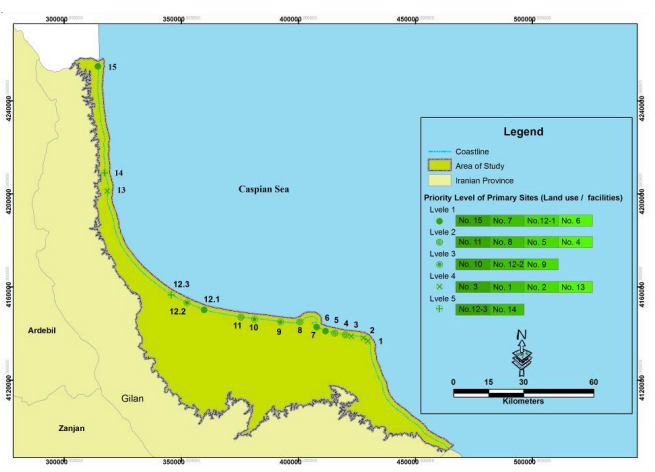 300000 350000 400000 450000 500000
4240000
4200000
4160000
4120000
15
14
13
12.3
12.2
12.1
11
10
9
8
7
6
5
4
3
2
1
Caspian Sea
Ardebil
Gilan
Zanjan
Legend
Coastline
Area of Study
Iranian Province
Priority Level of Primary Sites (Land use / facilities)
Lvele 1
No. 15 No. 7 No.12-1 No. 6
Lvele 2
No. 11 No. 8 No. 5 No. 4
Lvele 3
No. 10 No. 12-2 No. 9
Lvele 4
No. 3 No. 1 No. 2 No. 13
Lvele 5
No.12-3 No. 14
N
0 15 30 60
Kilometers
4240000
4200000
4160000
4120000
300000 350000 400000 450000 500000